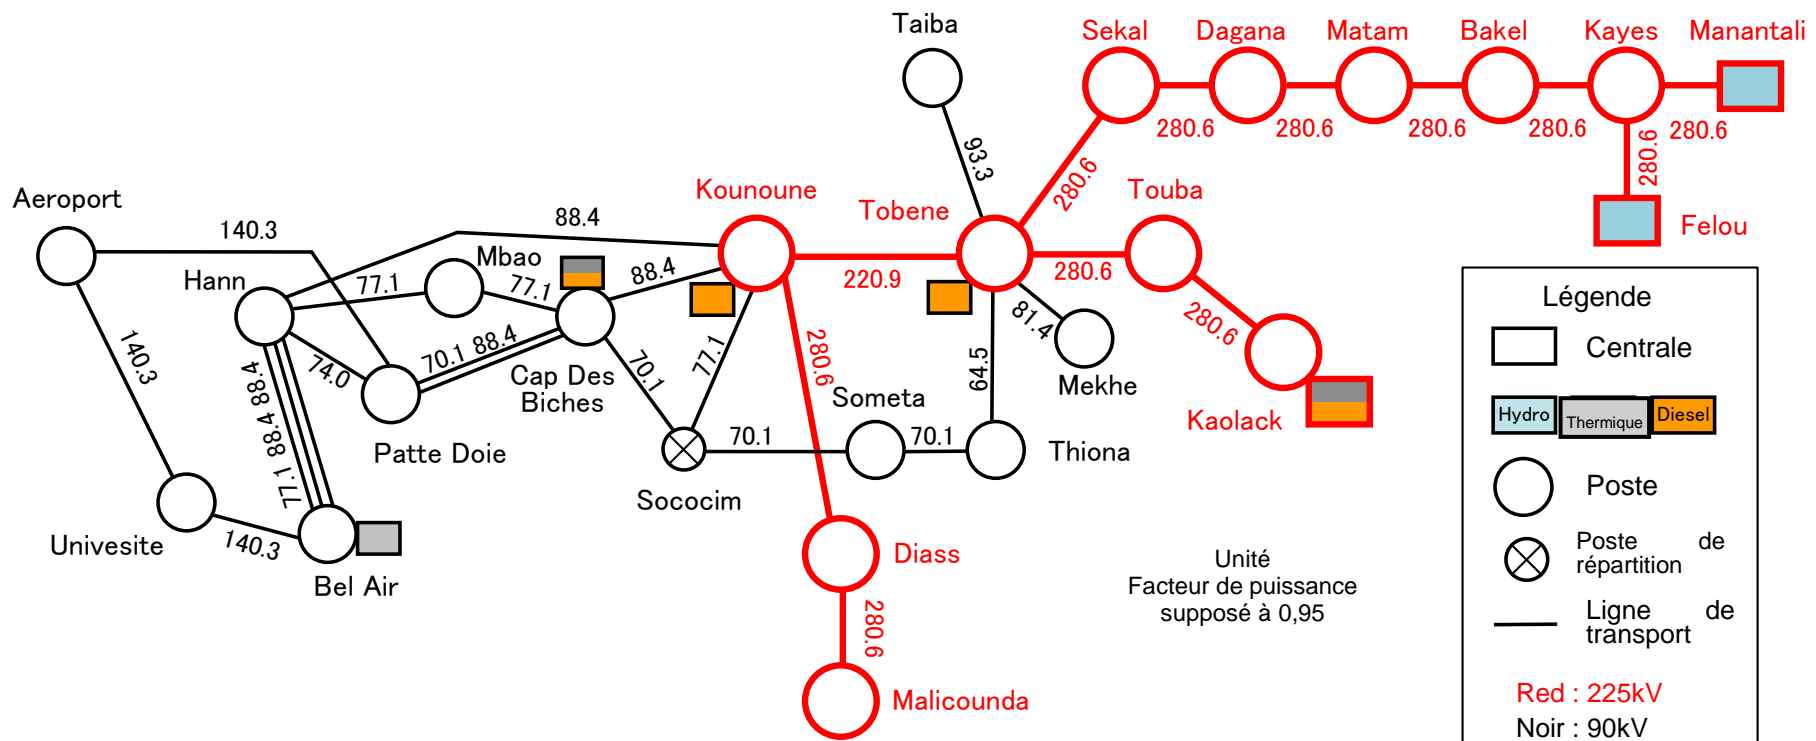 Taiba
Sekal
Dagana
Matam
Bakel
Kayes
Manantali
280.6
280.6
280.6
280.6
280.6
93.3
280.6
280.6
Aeroport
Kounoune
Tobene
Touba
Felou
140.3
88.4
Mbao
Hann
77.1
77.1
88.4
220.9
280.6
280.6
81.4
140.3
74.0
70.1 88.4
70.1
77.1
280.6
64.5
Cap Des
Biches
Someta
Mekhe
Kaolack
77.1 88.4 88.4
Patte Doie
70.1
70.1
Thiona
Sococim
Univesite
140.3
Bel Air
Diass
280.6
Malicounda
Unité
Facteur de puissance
supposé à 0,95
Légende
Centrale
Hydro
Thermique
Diesel
Poste
Poste de
répartition
Ligne de
transport
Red : 225kV
Noir : 90kV